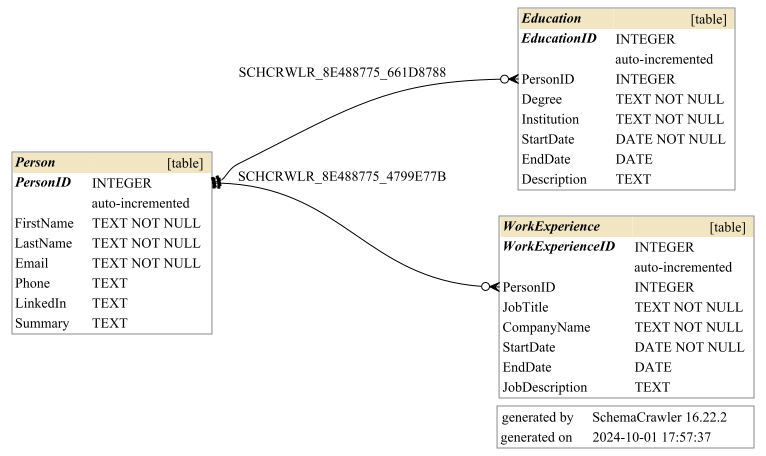 Education [table]
EducationID INTEGER
auto-incremented
PersonID INTEGER
Degree TEXT NOT NULL
Institution TEXT NOT NULL
StartDate DATE NOT NULL
EndDate DATE
Description TEXT
SCHCRWLR_8E488775_661D8788
Person [table]
PersonID INTEGER
auto-incremented
FirstName TEXT NOT NULL
LastName TEXT NOT NULL
Email TEXT NOT NULL
Phone TEXT
LinkedIn TEXT
Summary TEXT
SCHCRWLR_8E488775_4799E77B
WorkExperience [table]
WorkExperienceID INTEGER
auto-incremented
PersonID INTEGER
JobTitle TEXT NOT NULL
CompanyName TEXT NOT NULL
StartDate DATE NOT NULL
EndDate DATE
JobDescription TEXT
generated by SchemaCrawler 16.22.2
generated on 2024-10-01 17:57:37